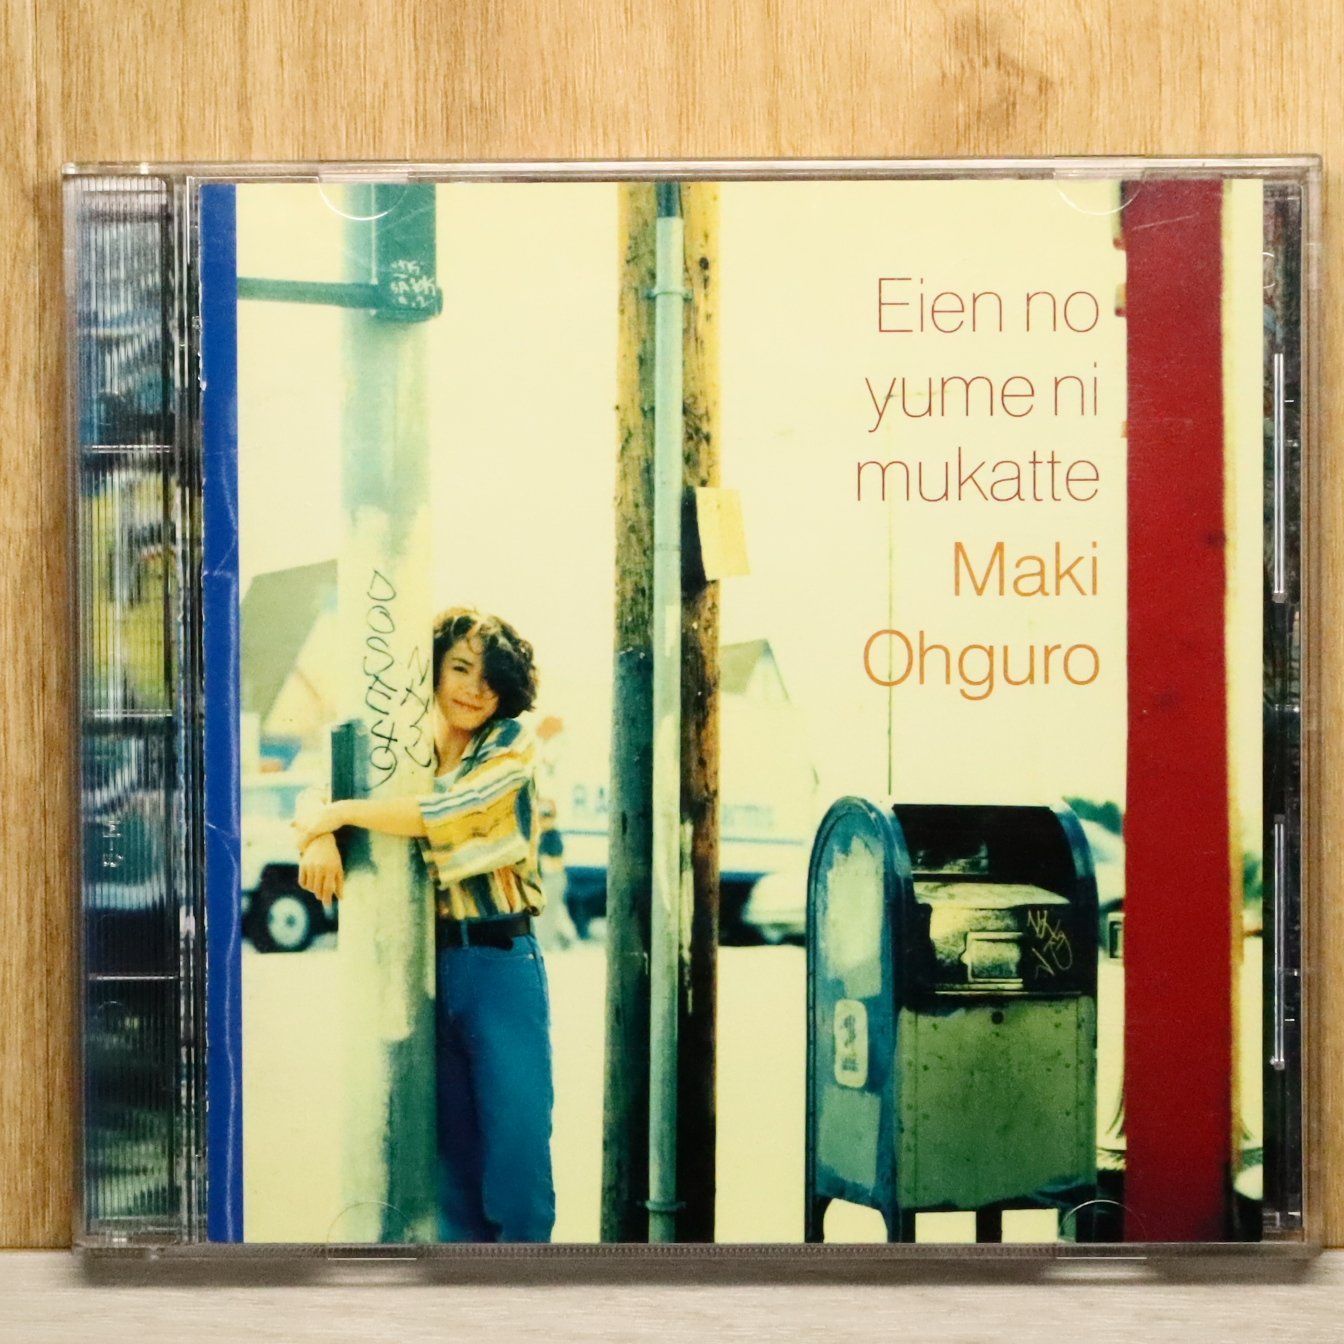 Eien no
yume ni
mukatte
Maki
Ohguro